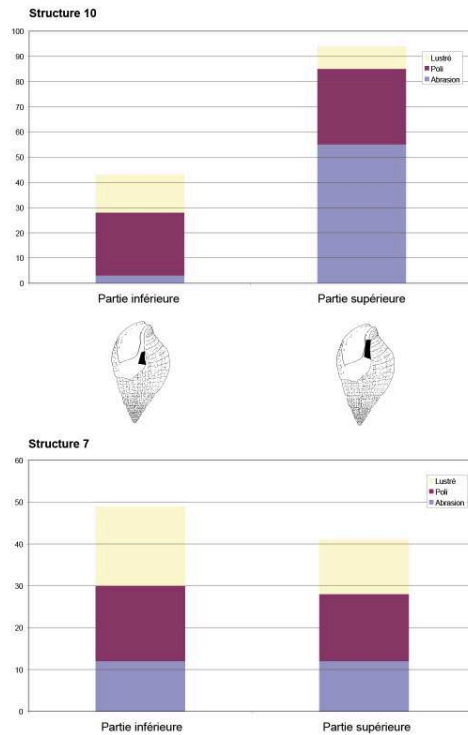 Structure 10
100
90
80
70
60
50
40
30
20
10
0
Lustré
Poli
Abrasion
Partie inférieure
Partie supérieure
Structure 7
60
50
40
30
20
10
0
Lustré
Poli
Abrasion
Partie inférieure
Partie supérieure